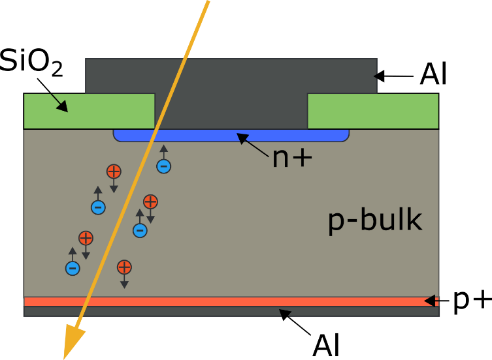 SiO₂
Al
n+
p-bulk
p+
Al